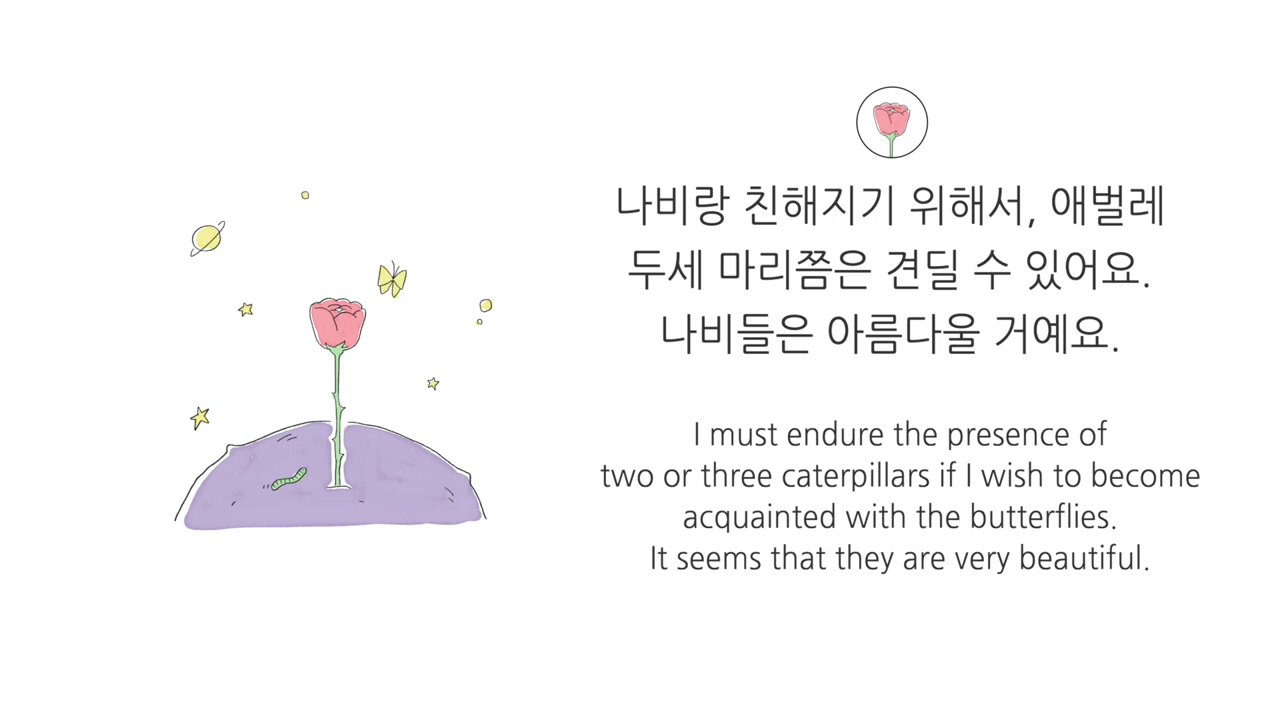 나비랑 친해지기 위해서, 애벌레
두세 마리쯤은 견딜 수 있어요.
나비들은 아름다울 거예요.
I must endure the presence of
two or three caterpillars if I wish to become
acquainted with the butterflies.
It seems that they are very beautiful.